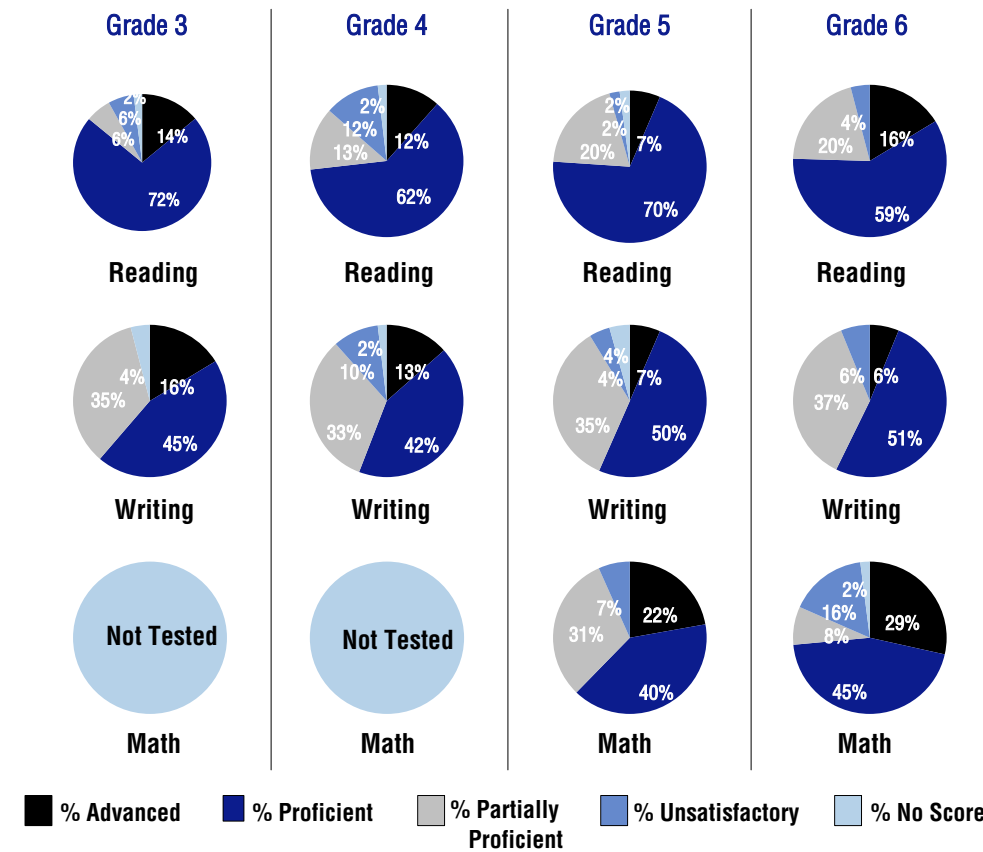 Grade 3
Grade 4
Grade 5
Grade 6
2%
6%
6%
14%
72%
2%
12%
13%
12%
62%
2%
2%
20%
7%
70%
4%
20%
16%
59%
Reading
Reading
Reading
Reading
4%
35%
16%
45%
2%
10%
33%
13%
42%
4%
4%
35%
7%
50%
6%
37%
6%
51%
Writing
Writing
Writing
Writing
Not Tested
Not Tested
7%
31%
22%
40%
2%
16%
8%
29%
45%
Math
Math
Math
Math
% Advanced
% Proficient
% Partially
Proficient
% Unsatisfactory
% No Score